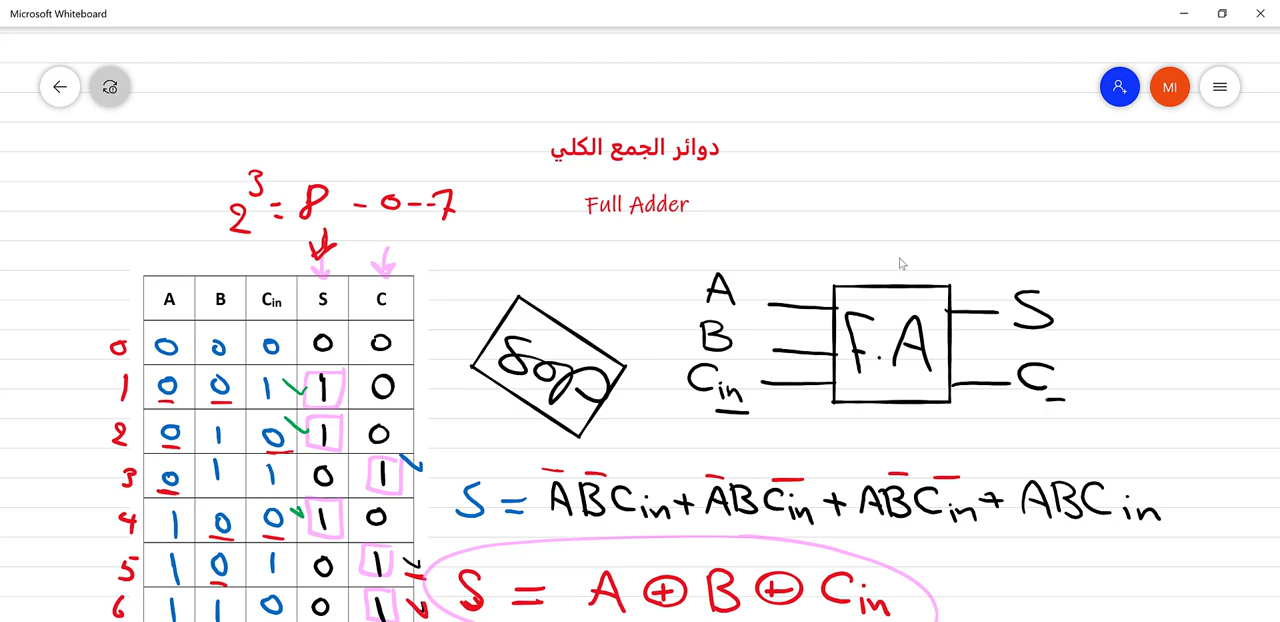 Microsoft Whiteboard
MI
دوائر الجمع الكلي
Full Adder
2³ = 8 - 0 -- 7
A B Cin S C
0 0 0 0 0 0
1 0 0 1 1 0
2 0 1 0 1 0
3 0 1 1 0 1
4 1 0 0 1 0
5 1 0 1 0 1
6 1 1 0 0 1
Sop
A
B
Cin
F.A
S
C
S = A̅B̅Cin + A̅BC̅in + AB̅C̅in + ABCin
S = A ⊕ B ⊕ Cin